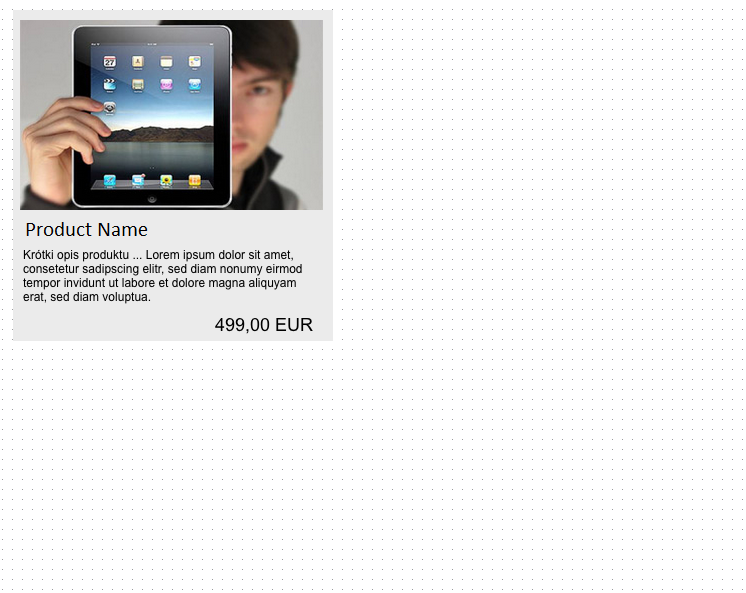 27
Product Name
Krótki opis produktu ... Lorem ipsum dolor sit amet,
consetetur sadipscing elitr, sed diam nonumy eirmod
tempor invidunt ut labore et dolore magna aliquyam
erat, sed diam voluptua.
499,00 EUR